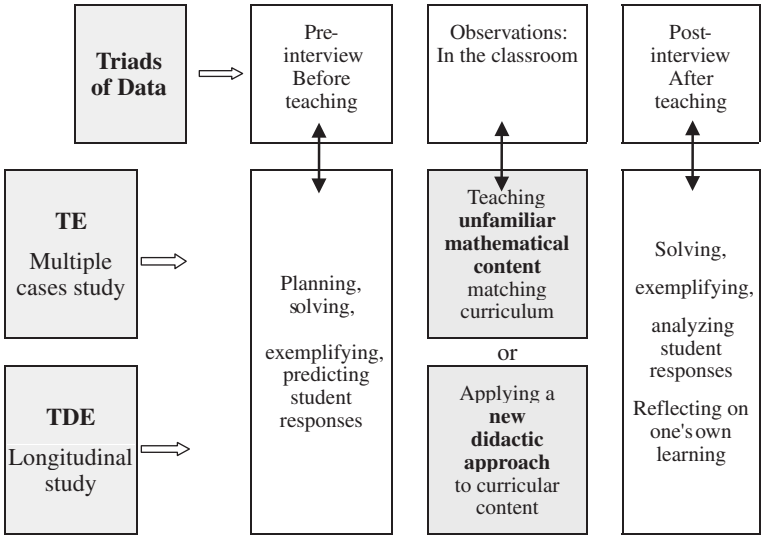 Triads
of Data
Pre-
interview
Before
teaching
Observations:
In the classroom
Post-
interview
After
teaching
TE
Multiple
cases study
TDE
Longitudinal
study
Planning,
solving,
exemplifying,
predicting
student
responses
Teaching
unfamiliar
mathematical
content
matching
curriculum
or
Applying a
new
didactic
approach
to curricular
content
Solving,
exemplifying,
analyzing
student
responses
Reflecting on
one's own
learning